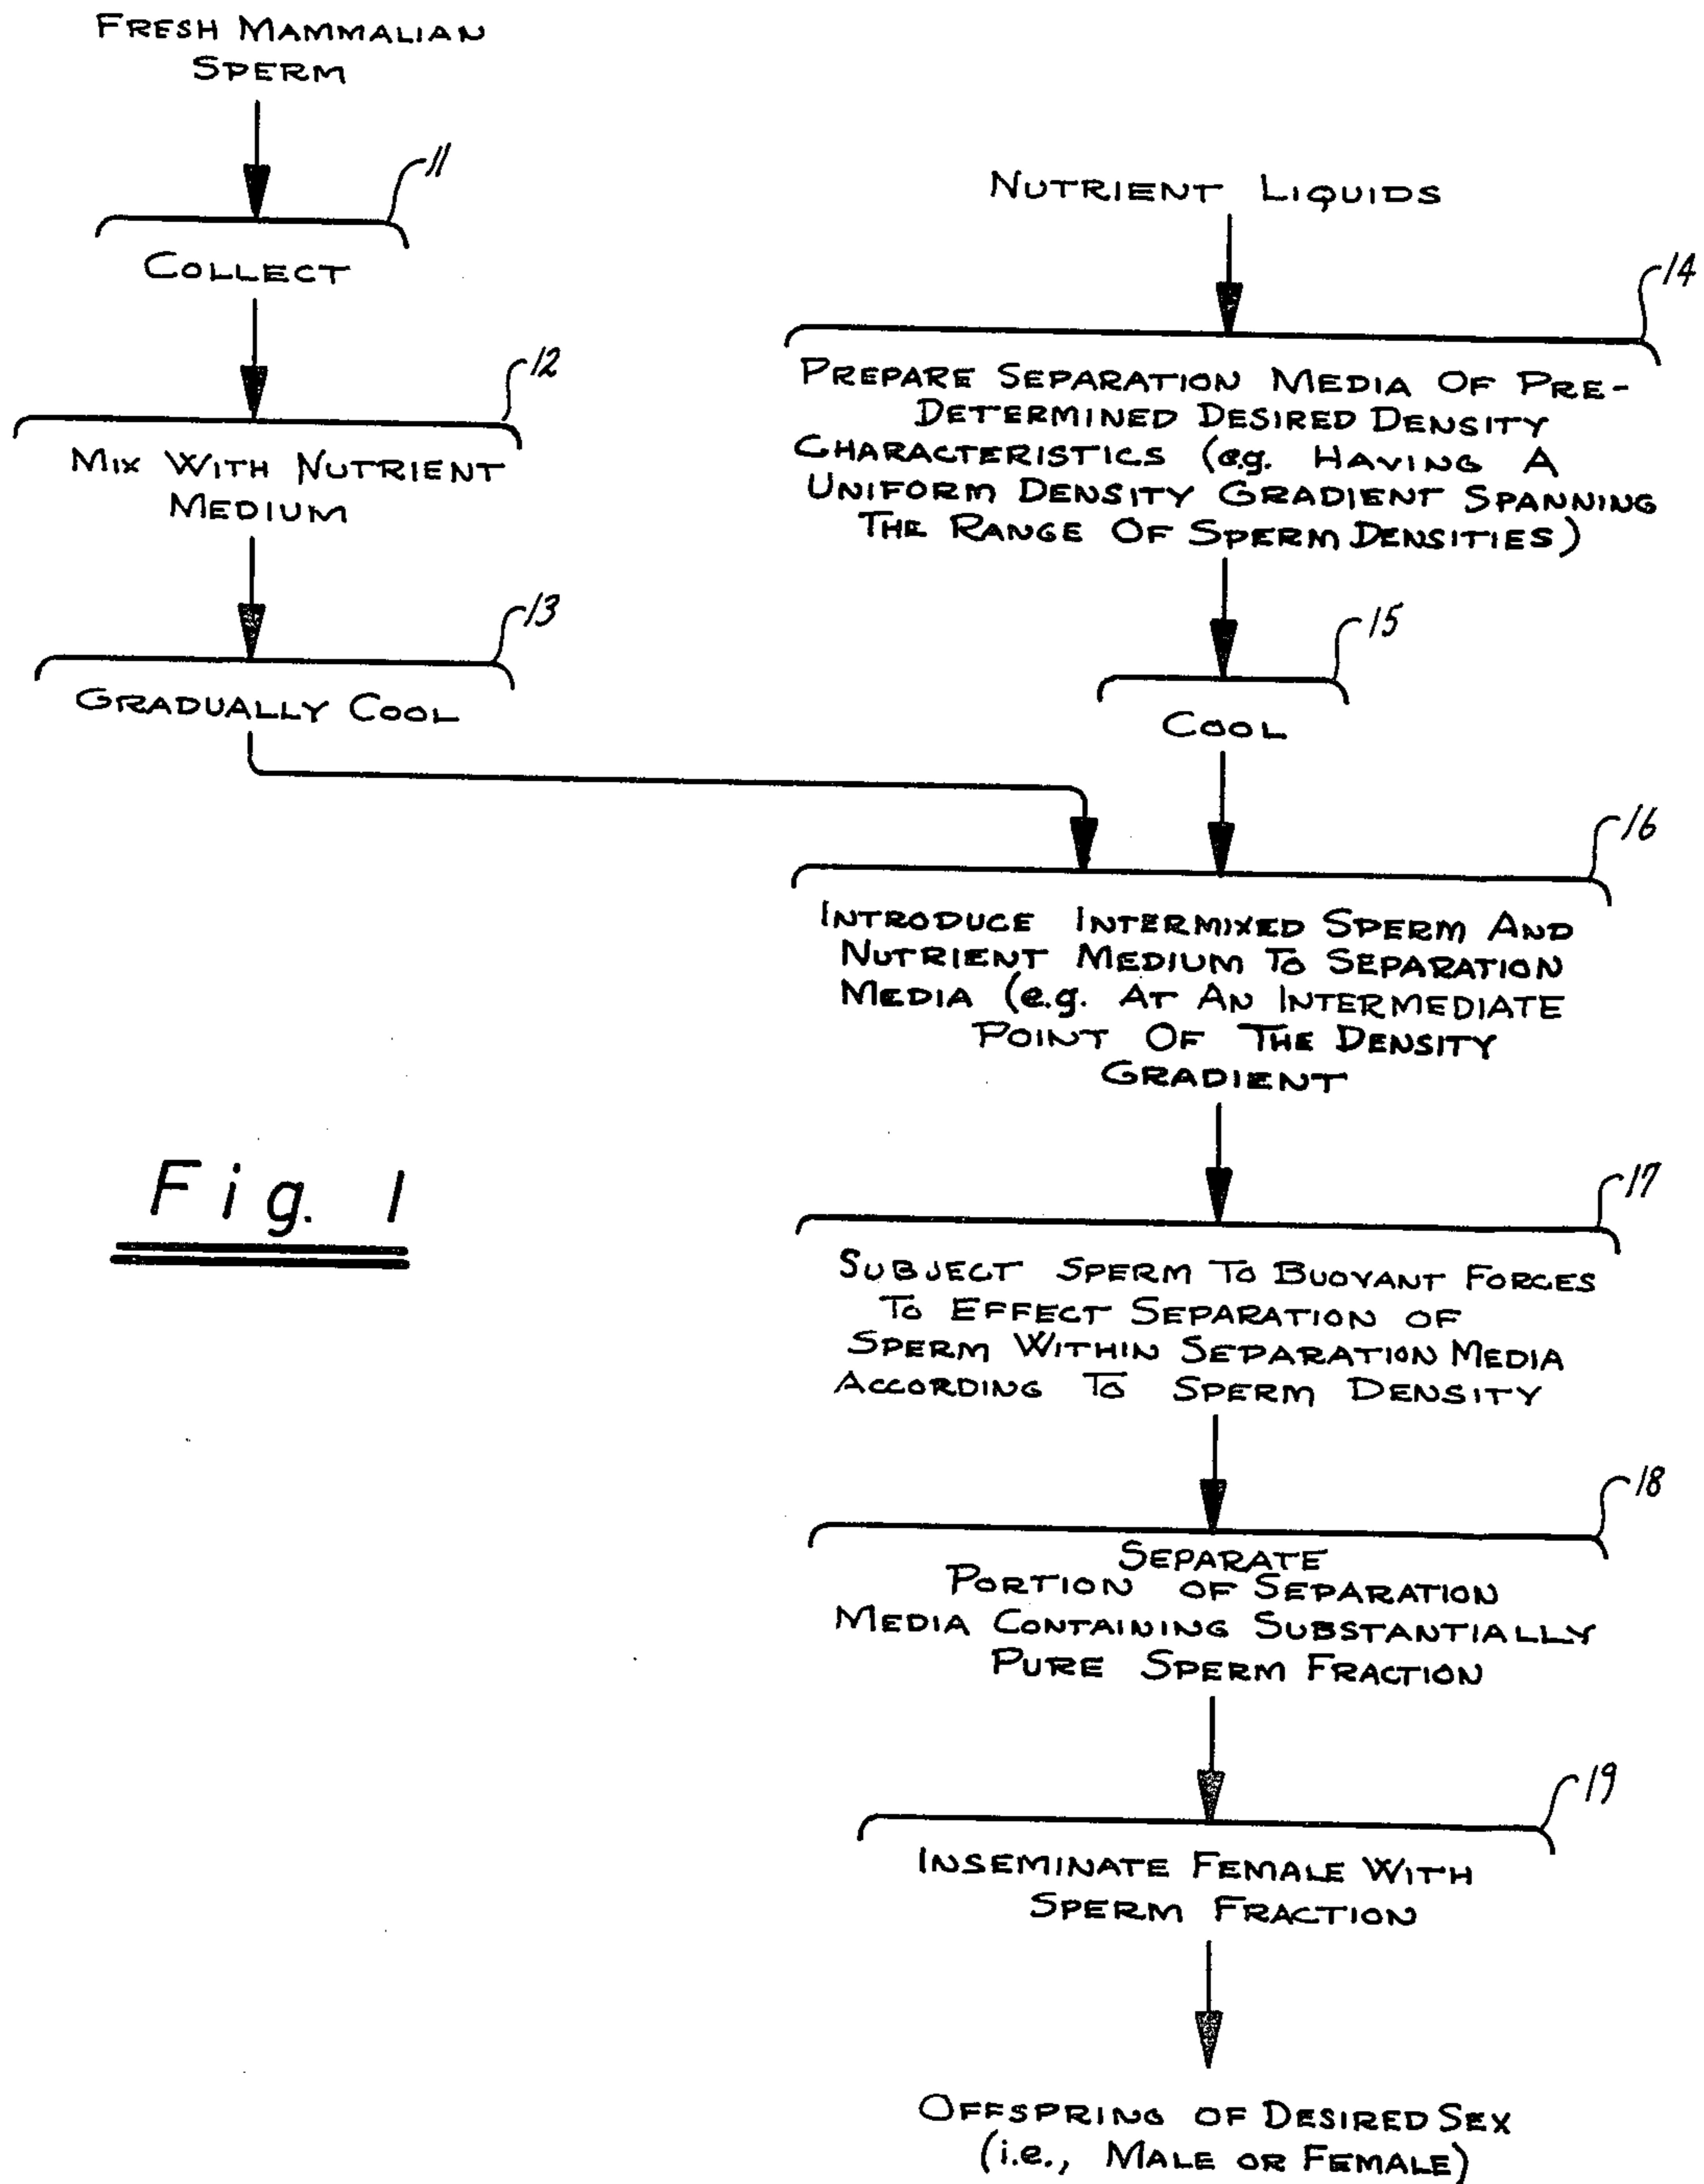 FRESH MAMMALIAN
SPERM
11
COLLECT
12
MIX WITH NUTRIENT
MEDIUM
13
GRADUALLY COOL
NUTRIENT LIQUIDS
14
PREPARE SEPARATION MEDIA OF PRE-
DETERMINED DESIRED DENSITY
CHARACTERISTICS (e.g. HAVING A
UNIFORM DENSITY GRADIENT SPANNING
THE RANGE OF SPERM DENSITIES)
15
COOL
16
INTRODUCE INTERMIXED SPERM AND
NUTRIENT MEDIUM TO SEPARATION
MEDIA (e.g. AT AN INTERMEDIATE
POINT OF THE DENSITY
GRADIENT
17
SUBJECT SPERM TO BUOYANT FORCES
TO EFFECT SEPARATION OF
SPERM WITHIN SEPARATION MEDIA
ACCORDING TO SPERM DENSITY
18
SEPARATE
PORTION OF SEPARATION
MEDIA CONTAINING SUBSTANTIALLY
PURE SPERM FRACTION
19
INSEMINATE FEMALE WITH
SPERM FRACTION
OFFSPRING OF DESIRED SEX
(i.e., MALE OR FEMALE)
Fig. 1